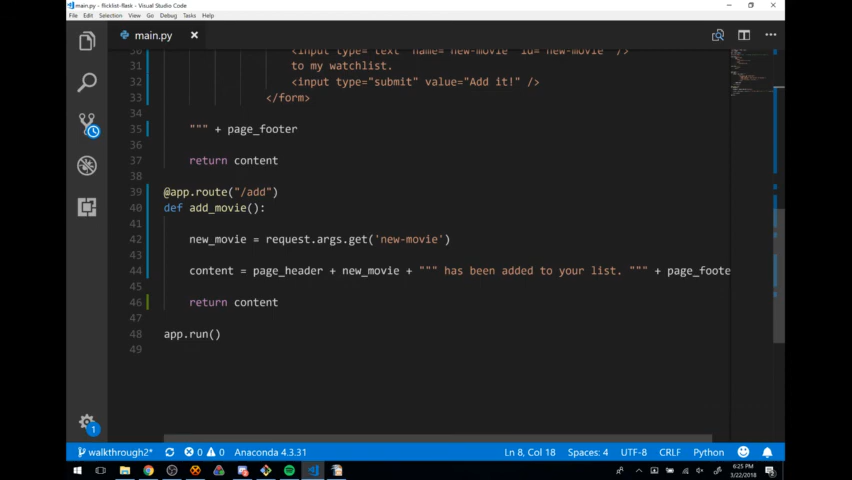 main.py - flicklist-flask - Visual Studio Code
File Edit Selection View Go Debug Tasks Help
main.py
30 <input type="text" name="new-movie" id="new-movie" />
31 to my watchlist.
32 <input type="submit" value="Add it!" />
33 </form>
34
35 """ + page_footer
36
37 return content
38
39 @app.route("/add")
40 def add_movie():
41
42 new_movie = request.args.get('new-movie')
43
44 content = page_header + new_movie + """ has been added to your list. """ + page_foote
45
46 return content
47
48 app.run()
49
1
walkthrough2* 0 0 Anaconda 4.3.31 Ln 8, Col 18 Spaces: 4 UTF-8 CRLF Python
6:25 PM
3/22/2018